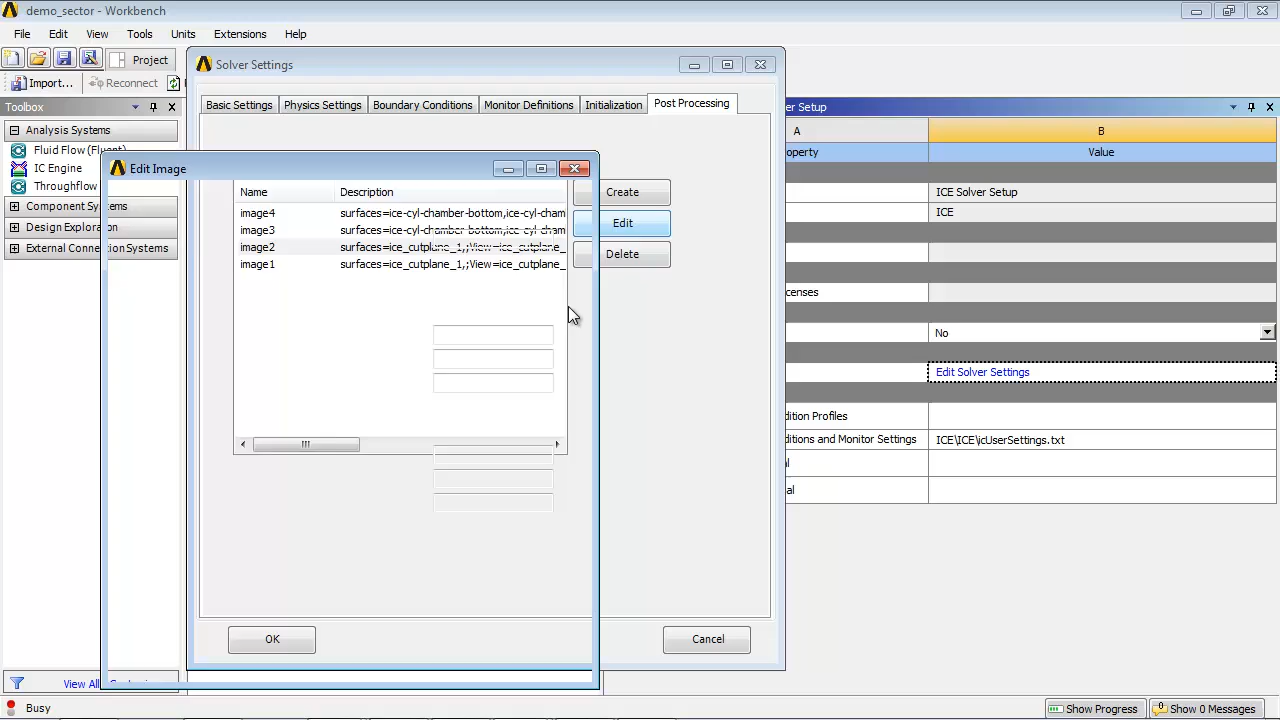 demo_sector - Workbench
File Edit View Tools Units Extensions Help
Project
Import... Reconnect
Toolbox
Analysis Systems
Fluid Flow (Fluent)
IC Engine
Throughflow
Component Systems
Design Exploration
External Connection Systems
View All
Solver Settings
Basic Settings Physics Settings Boundary Conditions Monitor Definitions Initialization Post Processing
Edit Image
Name Description
image4 surfaces=ice-cyl-chamber-bottom,ice-cyl-cham
image3 surfaces=ice-cyl-chamber-bottom,ice-cyl-cham
image2 surfaces=ice_cutplane_1,;View=ice_cutplane_
image1 surfaces=ice_cutplane_1,;View=ice_cutplane_
Create
Edit
Delete
OK Cancel
er Setup
A B
operty Value
ICE Solver Setup
ICE
censes
No
Edit Solver Settings
dition Profiles
ditions and Monitor Settings ICE\ICE\icUserSettings.txt
al
al
Busy
Show Progress Show 0 Messages